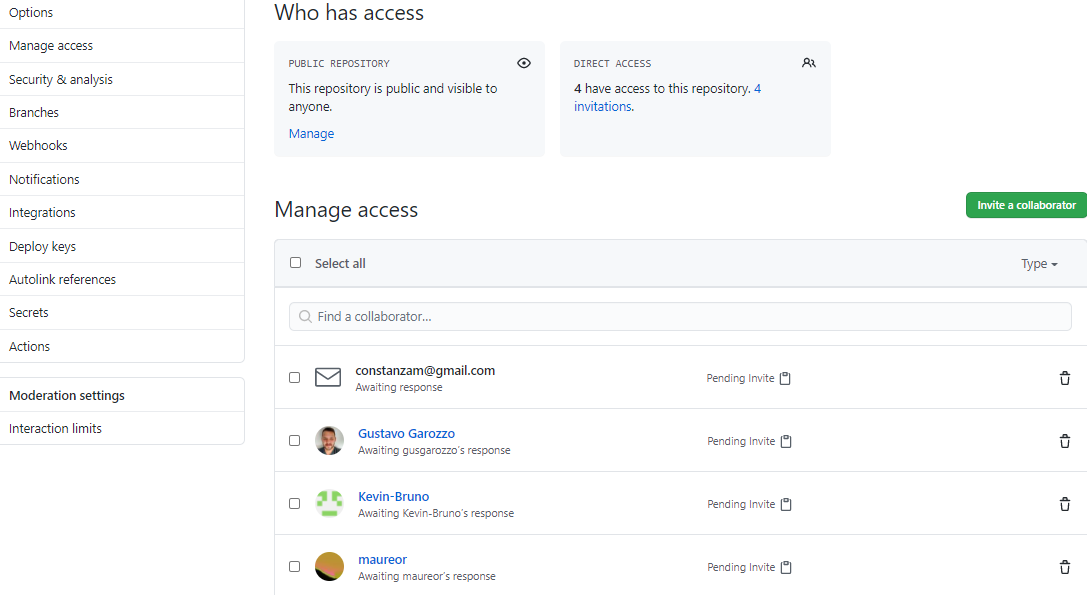 Options
Manage access
Security & analysis
Branches
Webhooks
Notifications
Integrations
Deploy keys
Autolink references
Secrets
Actions
Moderation settings
Interaction limits
Who has access
PUBLIC REPOSITORY
This repository is public and visible to
anyone.
Manage
DIRECT ACCESS
4 have access to this repository. 4
invitations.
Manage access
Invite a collaborator
Select all
Type
Find a collaborator...
constanzam@gmail.com
Awaiting response
Pending Invite
Gustavo Garozzo
Awaiting gusgarozzo's response
Pending Invite
Kevin-Bruno
Awaiting Kevin-Bruno's response
Pending Invite
maureor
Awaiting maureor's response
Pending Invite